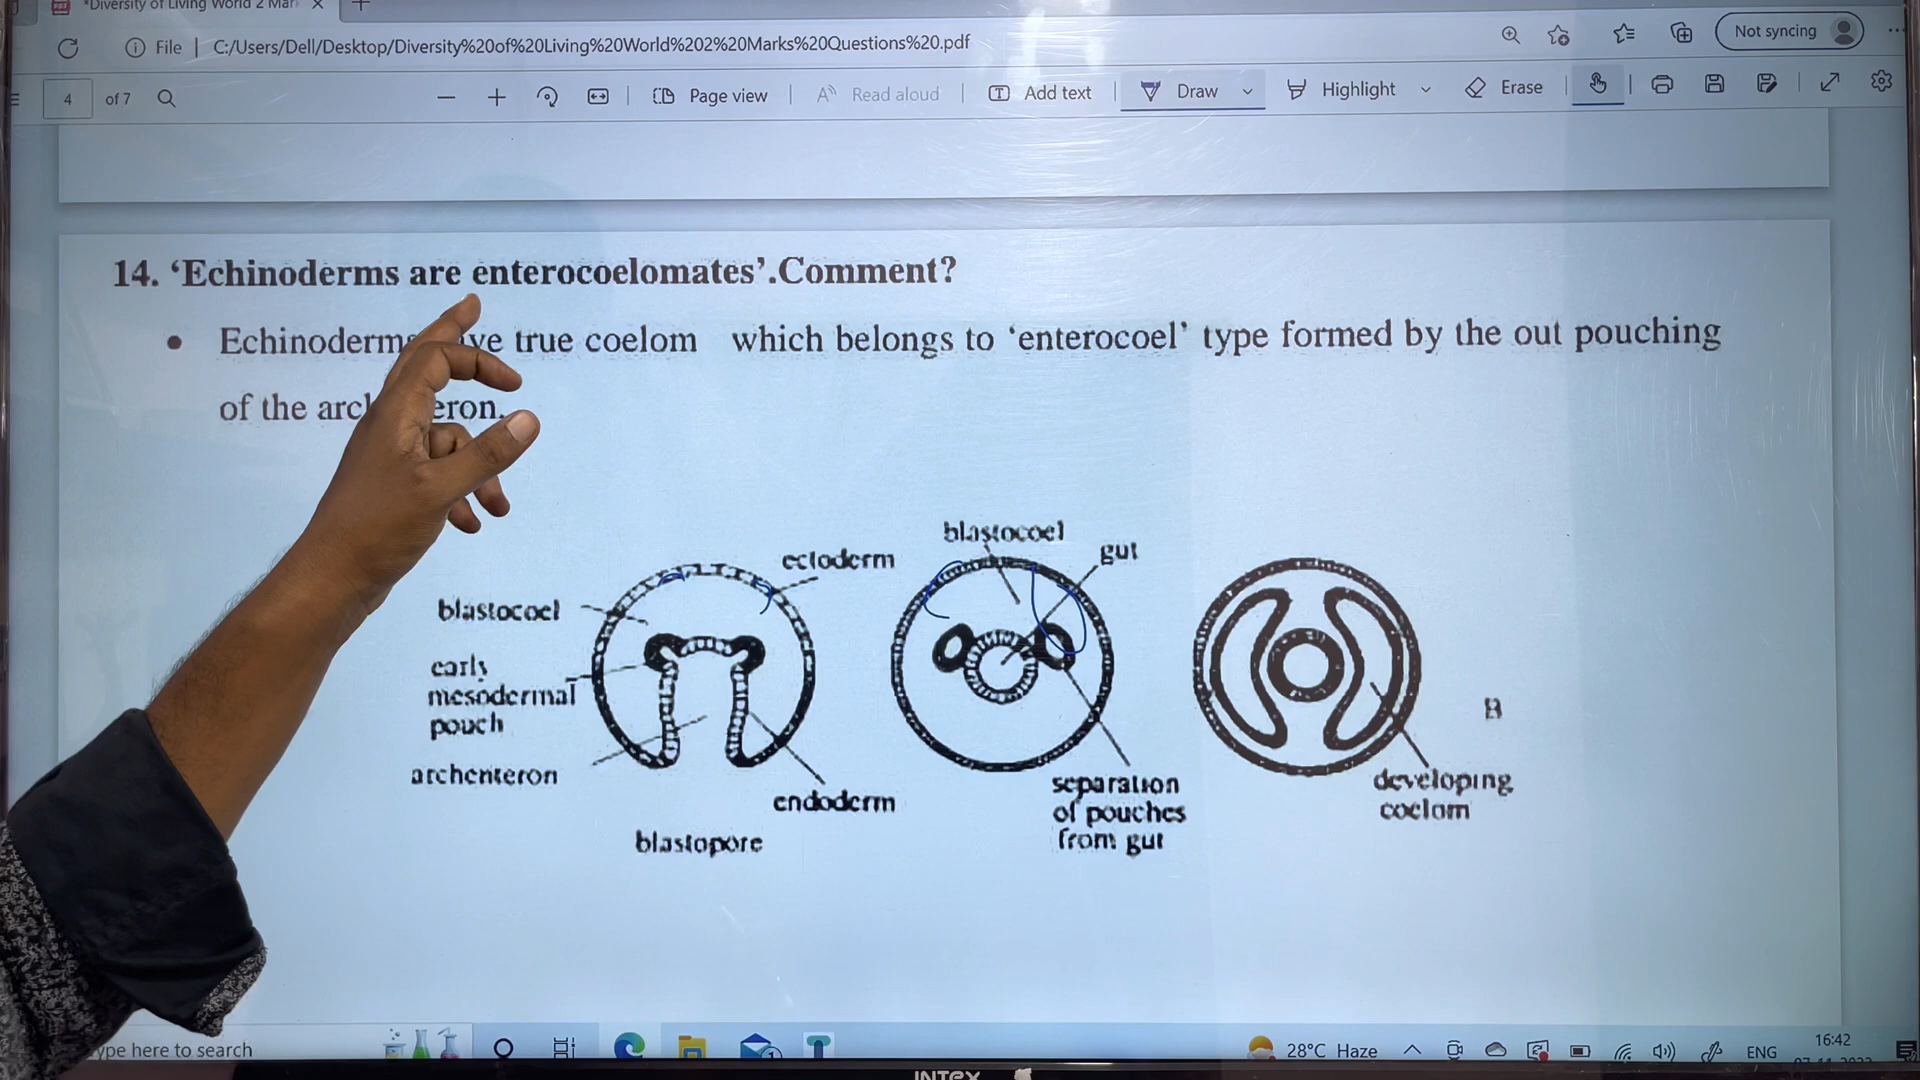 *Diversity of Living World 2 Mar
File
C:/Users/Dell/Desktop/Diversity%20of%20Living%20World%202%20Marks%20Questions%20.pdf
Not syncing
4 of 7
Page view
Read aloud
Add text
Draw
Highlight
Erase
14. ‘Echinoderms are enterocoelomates’.Comment?
• Echinoderms true coelom which belongs to ‘enterocoel’ type formed by the out pouching
of the
blastocoel
gut
ectoderm
blastocoel
early
mesodermal
pouch
archenteron
endoderm
blastopore
separation
of pouches
from gut
B
developing
coelom
ype here to search
28°C Haze
ENG
16:42
INTEX